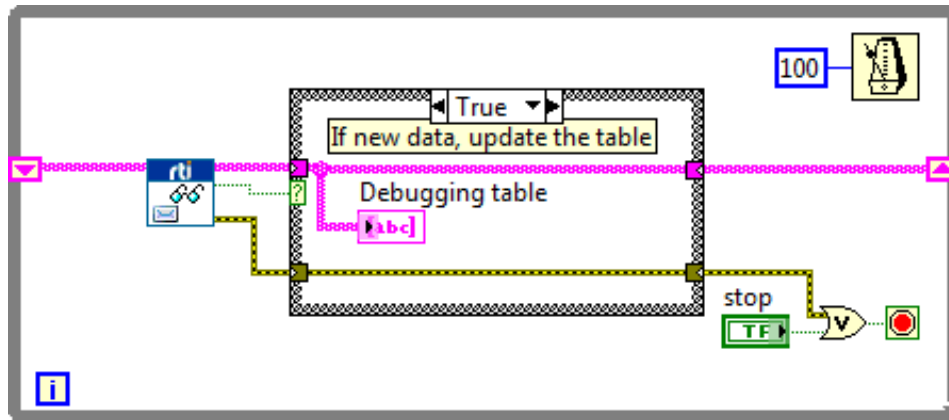 100
True
If new data, update the table
rti
?
Debugging table
[abc]
stop
TF
V
i